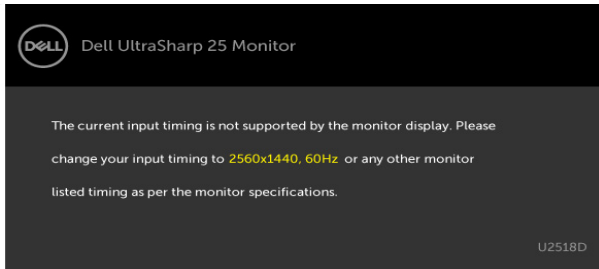 DELL Dell UltraSharp 25 Monitor
The current input timing is not supported by the monitor display. Please
change your input timing to 2560x1440, 60Hz or any other monitor
listed timing as per the monitor specifications.
U2518D